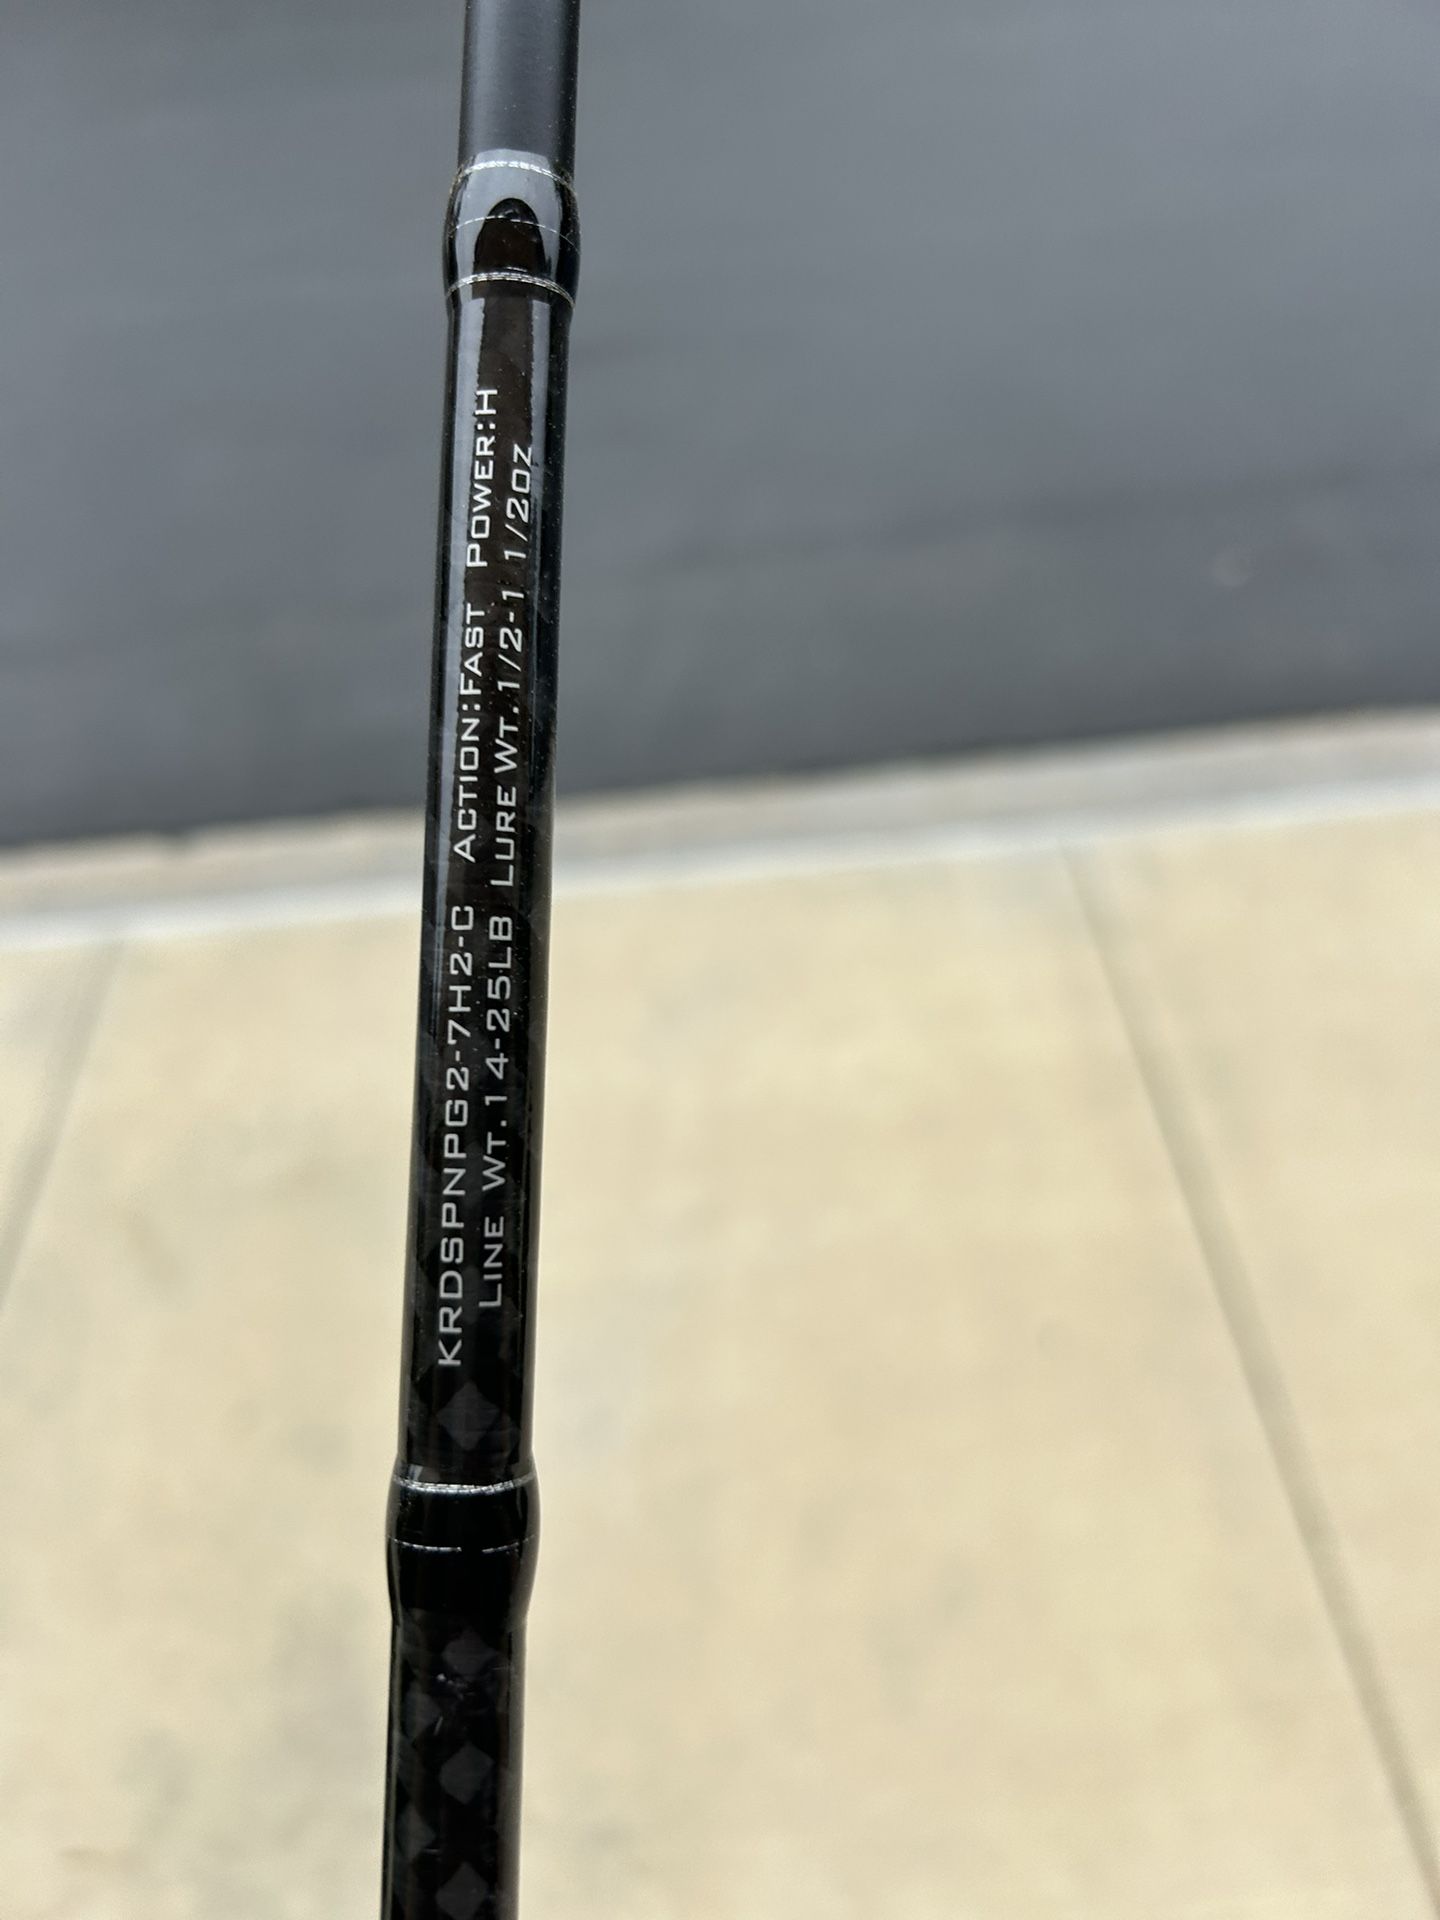 KRDSPNPG2-7H2-C ACTION:FAST POWER:H
LINE WT.14-25LB LURE WT.1/2-1 1/2OZ